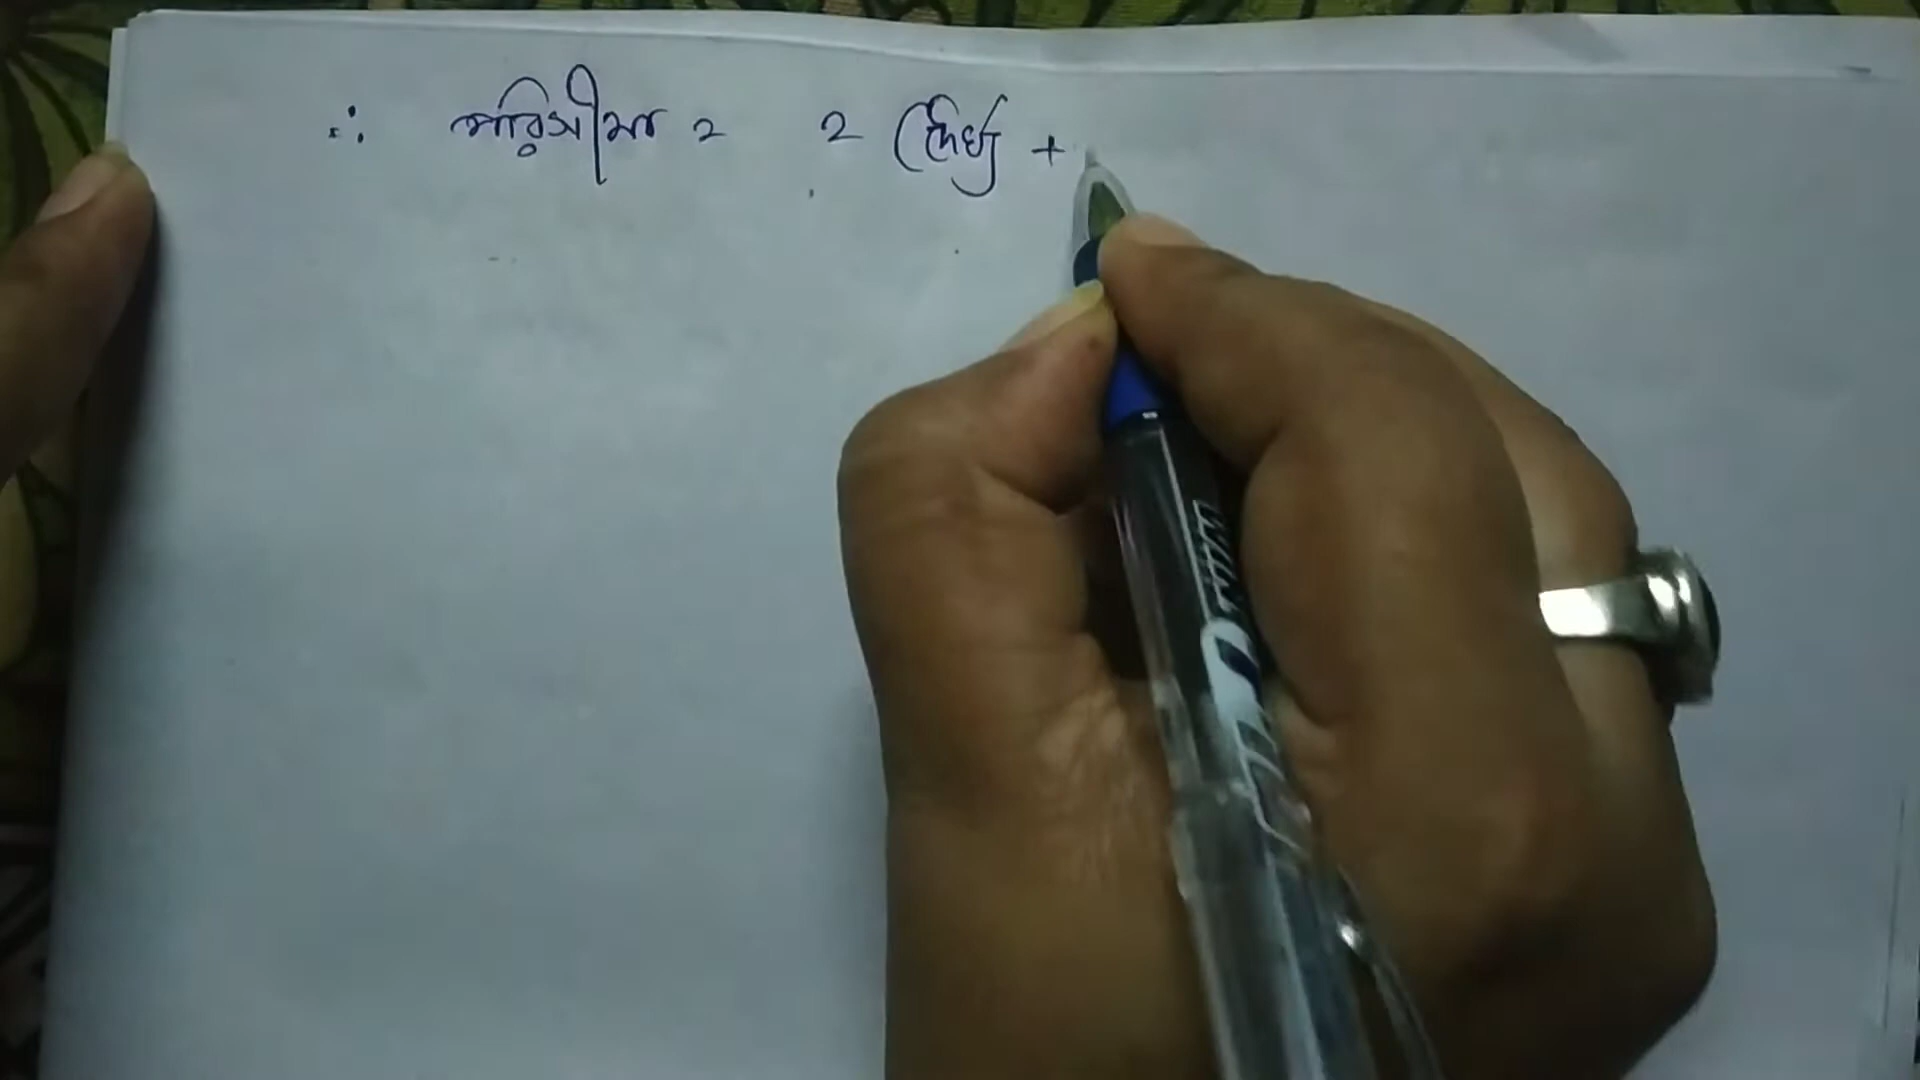 ∴ পরিসীমা = 2 (দৈর্ঘ্য +